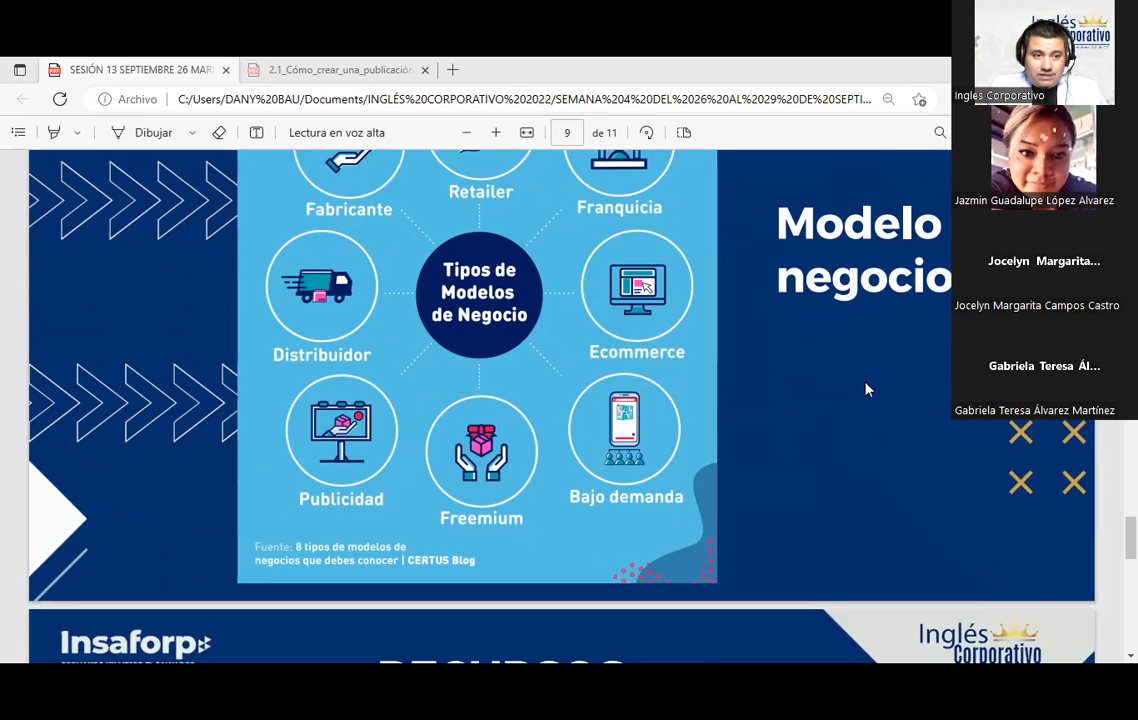 SESIÓN 13 SEPTIEMBRE 26 MAR
2.1_Cómo_crear_una_publicación
Archivo
C:/Users/DANY%20BAU/Documents/INGLÉS%20CORPORATIVO%202022/SEMANA%204%20DEL%2026%20AL%2029%20DE%20SEPTI...
Dibujar
Lectura en voz alta
9
de 11
Fabricante
Retailer
Franquicia
Tipos de
Modelos
de Negocio
Distribuidor
Ecommerce
Publicidad
Freemium
Bajo demanda
Fuente: 8 tipos de modelos de
negocios que debes conocer | CERTUS Blog
Modelo
negocio
Insaforp
RECURSOS
Inglés
Corporativo
Inglés
Ingles Corporativo
Jazmin Guadalupe López Alvarez
Jocelyn Margarita...
Jocelyn Margarita Campos Castro
Gabriela Teresa Ál...
Gabriela Teresa Álvarez Martínez